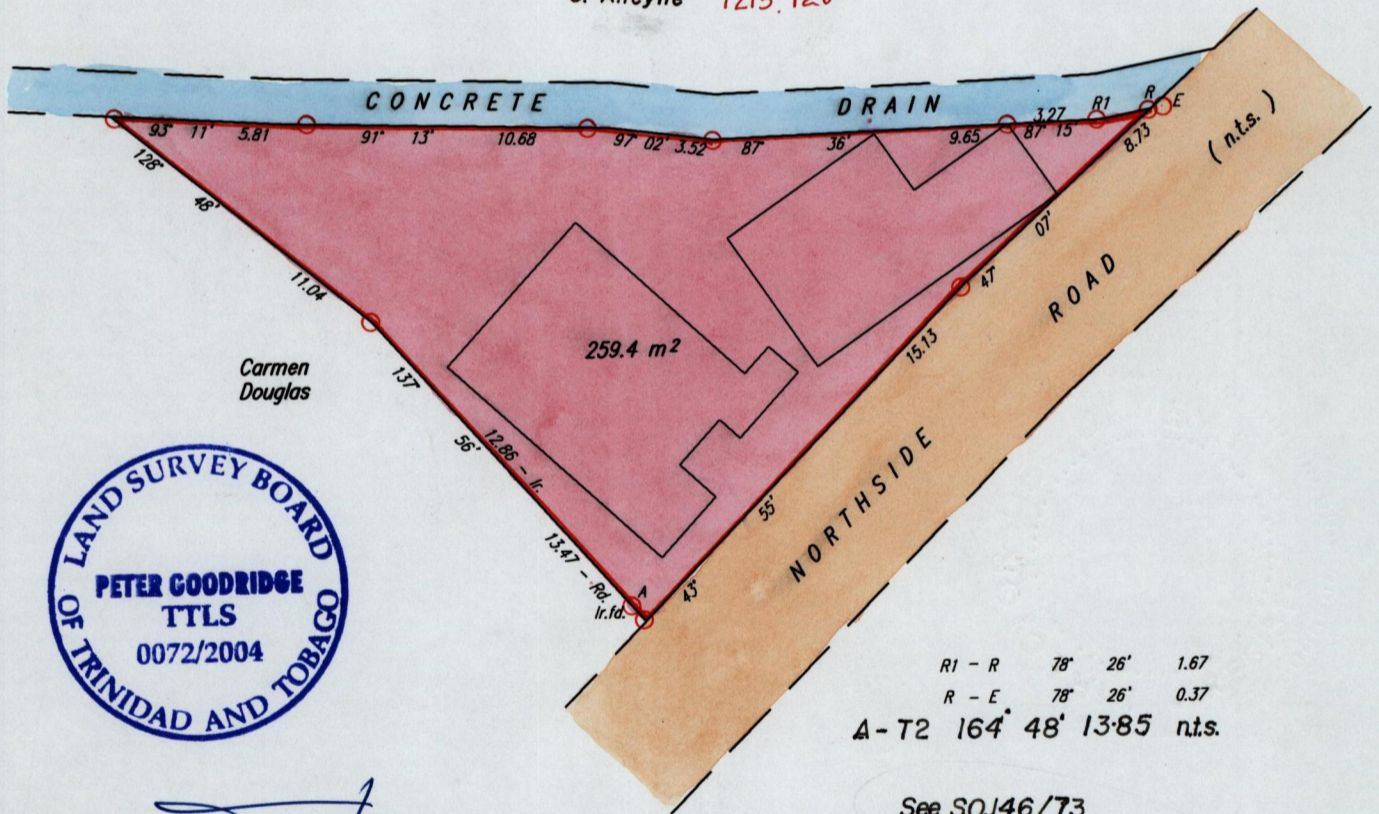 Alleyne
CONCRETE DRAIN
93° 11' 5.81
91° 13' 10.68
97° 02' 3.52
87° 36' 9.65
87° 15' 3.27
R1
R
E
8.73
47° 07'
( n.t.s. )
128° 48' 11.04
Carmen
Douglas
137° 56'
12.86 - Ir.
13.47 - Rd.
Ir.fd.
A
43° 55' 15.13
259.4 m²
NORTHSIDE ROAD
LAND SURVEY BOARD
PETER GOODRIDGE
TTLS
0072/2004
OF TRINIDAD AND TOBAGO
R1 - R 78° 26' 1.67
R - E 78° 26' 0.37
A-T2 164° 48' 13·85 n.t.s.
See SO.146/73